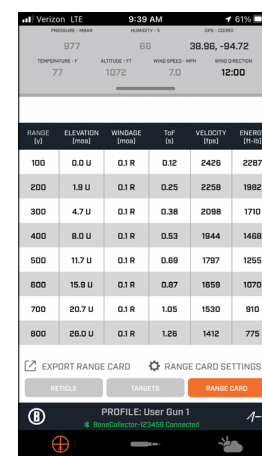 Verizon LTE 9:39 AM 61%
PRESSURE - MBAR HUMIDITY - % GPS - COORD
977 66 38.96, -94.72
TEMPERATURE - F ALTITUDE - FT WIND SPEED - MPH WIND DIRECTION
77 1072 7.0 12:00
RANGE ELEVATION WINDAGE ToF VELOCITY ENERG
[y] [moa] [moa] [s] [fps] [ft-lb]
100 0.0 U 0.1 R 0.12 2426 2287
200 1.9 U 0.1 R 0.25 2258 1982
300 4.7 U 0.1 R 0.38 2098 1710
400 8.0 U 0.1 R 0.53 1944 1468
500 11.7 U 0.1 R 0.69 1797 1255
600 15.9 U 0.1 R 0.87 1659 1070
700 20.7 U 0.1 R 1.05 1530 910
800 26.0 U 0.1 R 1.26 1412 775
EXPORT RANGE CARD RANGE CARD SETTINGS
RETICLE TARGETS RANGE CARD
B PROFILE: User Gun 1
BoneCollector-123456 Connected